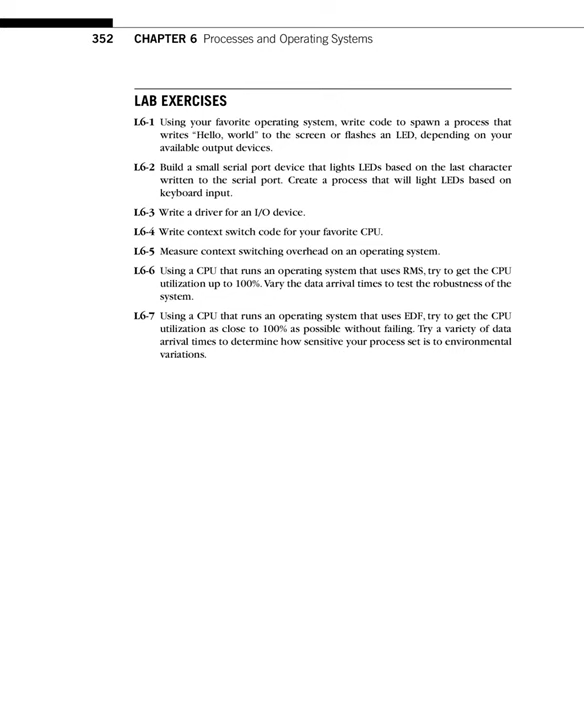 352 CHAPTER 6 Processes and Operating Systems
LAB EXERCISES
L6-1 Using your favorite operating system, write code to spawn a process that
writes “Hello, world” to the screen or flashes an LED, depending on your
available output devices.
L6-2 Build a small serial port device that lights LEDs based on the last character
written to the serial port. Create a process that will light LEDs based on
keyboard input.
L6-3 Write a driver for an I/O device.
L6-4 Write context switch code for your favorite CPU.
L6-5 Measure context switching overhead on an operating system.
L6-6 Using a CPU that runs an operating system that uses RMS, try to get the CPU
utilization up to 100%. Vary the data arrival times to test the robustness of the
system.
L6-7 Using a CPU that runs an operating system that uses EDF, try to get the CPU
utilization as close to 100% as possible without failing. Try a variety of data
arrival times to determine how sensitive your process set is to environmental
variations.